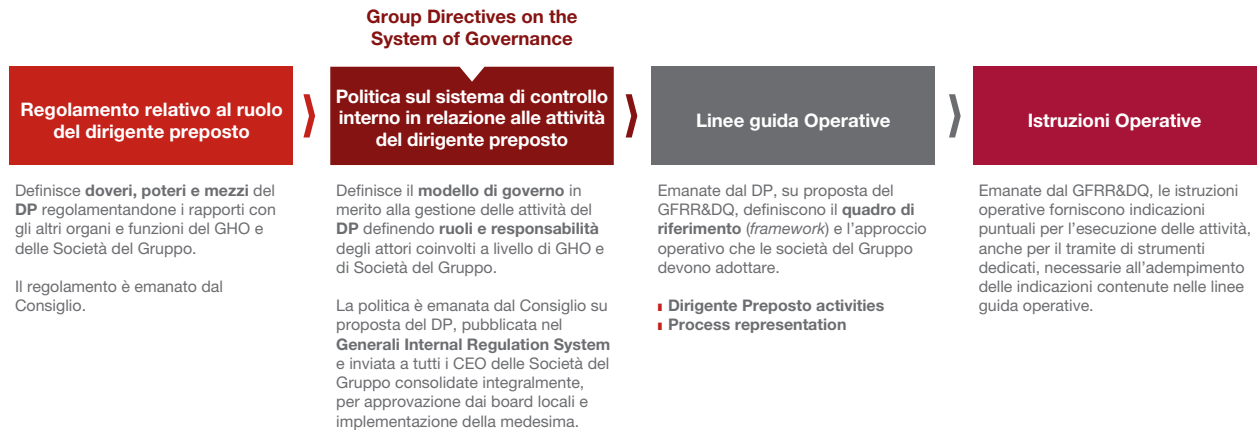 Group Directives on the
System of Governance
Regolamento relativo al ruolo
del dirigente preposto
Definisce doveri, poteri e mezzi del
DP regolamentandone i rapporti con
gli altri organi e funzioni del GHO e
delle Società del Gruppo.
Il regolamento è emanato dal
Consiglio.
Politica sul sistema di controllo
interno in relazione alle attività
del dirigente preposto
Definisce il modello di governo in
merito alla gestione delle attività del
DP definendo ruoli e responsabilità
degli attori coinvolti a livello di GHO e
di Società del Gruppo.
La politica è emanata dal Consiglio su
proposta del DP, pubblicata nel
Generali Internal Regulation System
e inviata a tutti i CEO delle Società del
Gruppo consolidate integralmente,
per approvazione dai board locali e
implementazione della medesima.
Linee guida Operative
Emanate dal DP, su proposta del
GFRR&DQ, definiscono il quadro di
riferimento (framework) e l'approccio
operativo che le società del Gruppo
devono adottare.
Dirigente Preposto activities
Process representation
Istruzioni Operative
Emanate dal GFRR&DQ, le istruzioni
operative forniscono indicazioni
puntuali per l'esecuzione delle attività,
anche per il tramite di strumenti
dedicati, necessarie all'adempimento
delle indicazioni contenute nelle linee
guida operative.